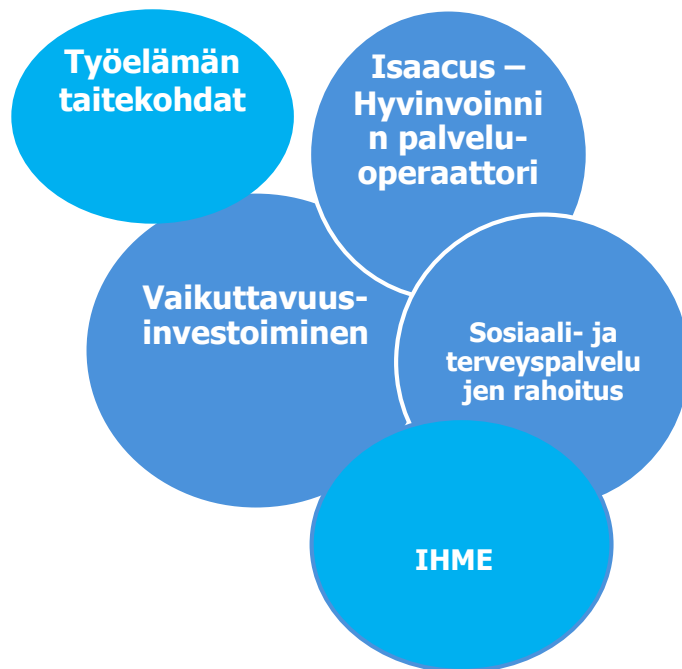 Työelämän
taitekohdat
Isaacus –
Hyvinvoinni
n palvelu-
operaattori
Vaikuttavuus-
investoiminen
Sosiaali- ja
terveyspalvelu
jen rahoitus
IHME